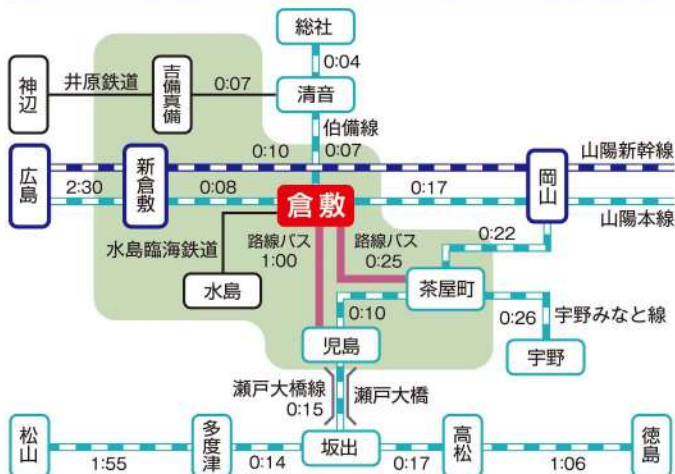 総社
0:04
神辺
井原鉄道
吉備真備
0:07
清音
伯備線
0:07
0:10
山陽新幹線
広島
2:30
新倉敷
0:08
倉敷
0:17
岡山
山陽本線
水島臨海鉄道
路線バス
1:00
路線バス
0:25
0:22
水島
茶屋町
0:10
0:26
宇野みなと線
児島
宇野
瀬戸大橋線
0:15
瀬戸大橋
松山
1:55
多度津
0:14
坂出
0:17
高松
1:06
徳島